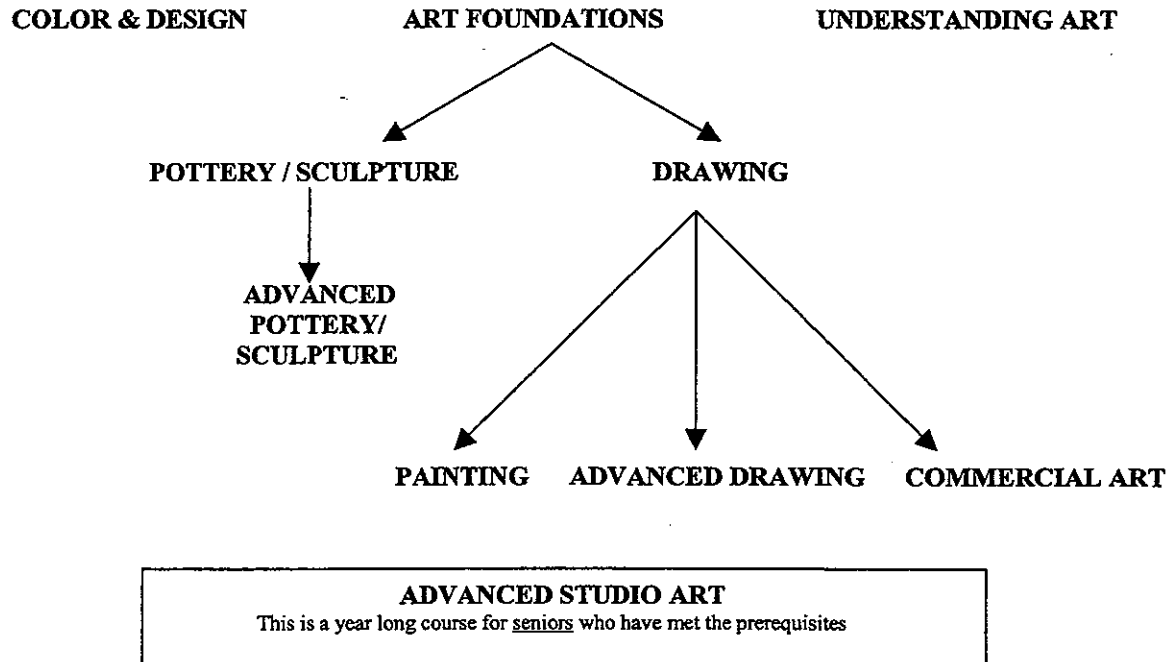 COLOR & DESIGN
ART FOUNDATIONS
UNDERSTANDING ART
POTTERY / SCULPTURE
DRAWING
ADVANCED
POTTERY/
SCULPTURE
PAINTING
ADVANCED DRAWING
COMMERCIAL ART
ADVANCED STUDIO ART
This is a year long course for seniors who have met the prerequisites